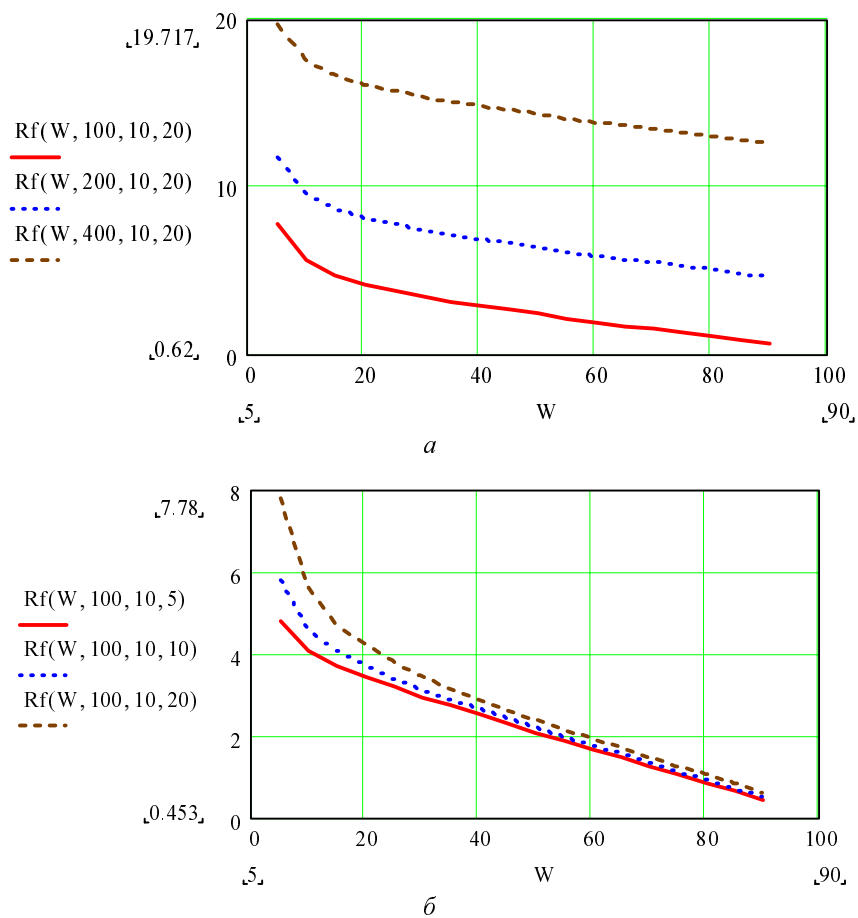 20
19.717
Rf(W,100,10,20)
Rf(W,200,10,20)
10
Rf(W,400,10,20)
0.62
0
0 20 40 60 80 100
5 W 90
а
8
7.78
6
Rf(W,100,10,5)
Rf(W,100,10,10)
4
Rf(W,100,10,20)
2
0.453
0
0 20 40 60 80 100
5 W 90
б